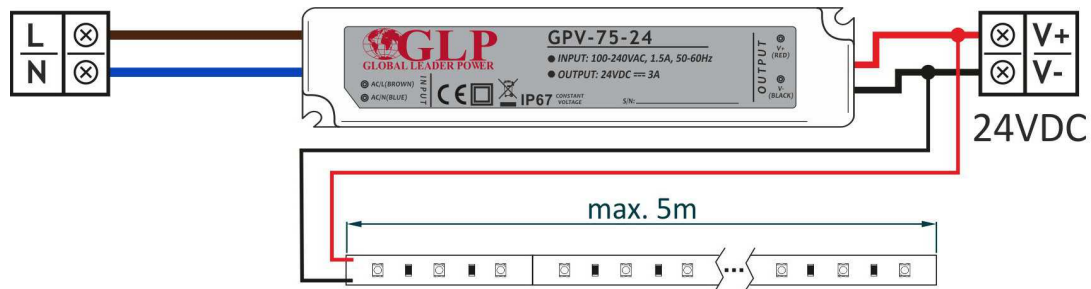 L
N
GLP
GLOBAL LEADER POWER
AC/L(BROWN)
AC/N(BLUE)
INPUT
GPV-75-24
● INPUT: 100-240VAC, 1.5A, 50-60Hz
● OUTPUT: 24VDC ⎓ 3A
CE
IP67
CONSTANT VOLTAGE
S/N:
OUTPUT
V+
(RED)
V-
(BLACK)
V+
V-
24VDC
max. 5m
...